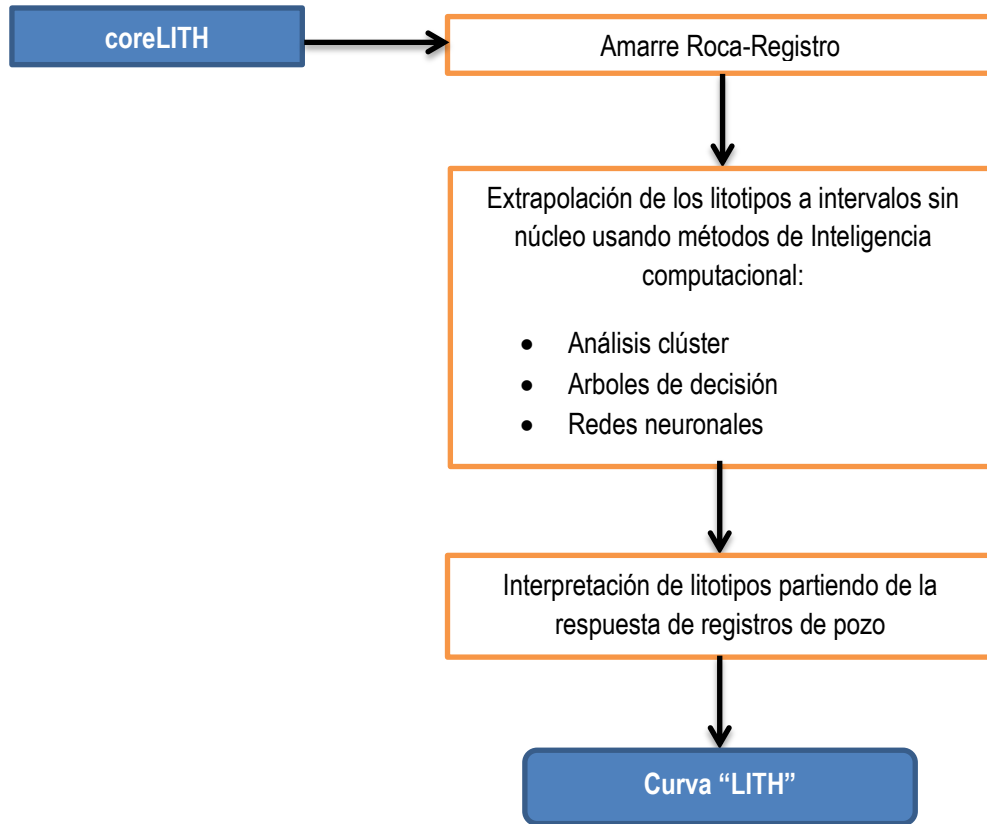 coreLITH
Amarre Roca-Registro
Extrapolación de los litotipos a intervalos sin
núcleo usando métodos de Inteligencia
computacional:
• Análisis clúster
• Arboles de decisión
• Redes neuronales
Interpretación de litotipos partiendo de la
respuesta de registros de pozo
Curva “LITH”